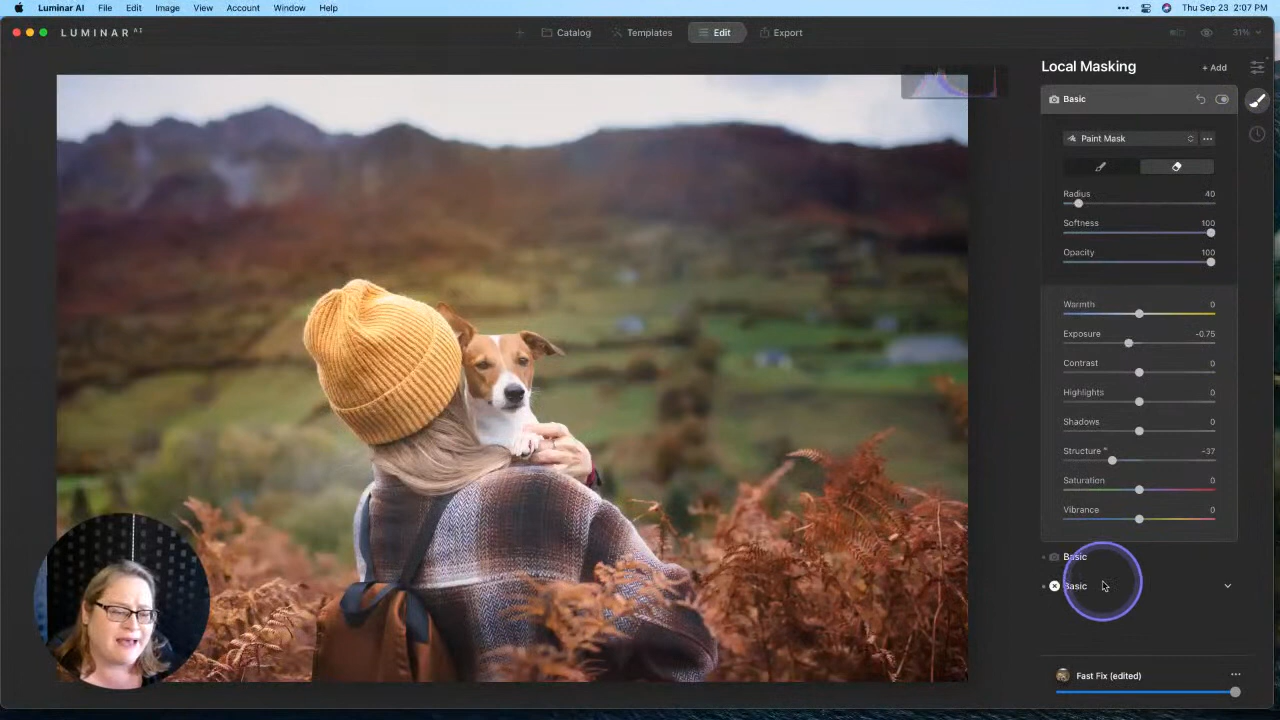 Luminar AI File Edit Image View Account Window Help ••• Thu Sep 23 2:07 PM
LUMINAR AI + Catalog Templates Edit Export 31%
Local Masking + Add
Basic
Paint Mask •••
Radius 40
Softness 100
Opacity 100
Warmth 0
Exposure -0.75
Contrast 0
Highlights 0
Shadows 0
Structure AI -37
Saturation 0
Vibrance 0
Basic
Basic
Fast Fix (edited) •••